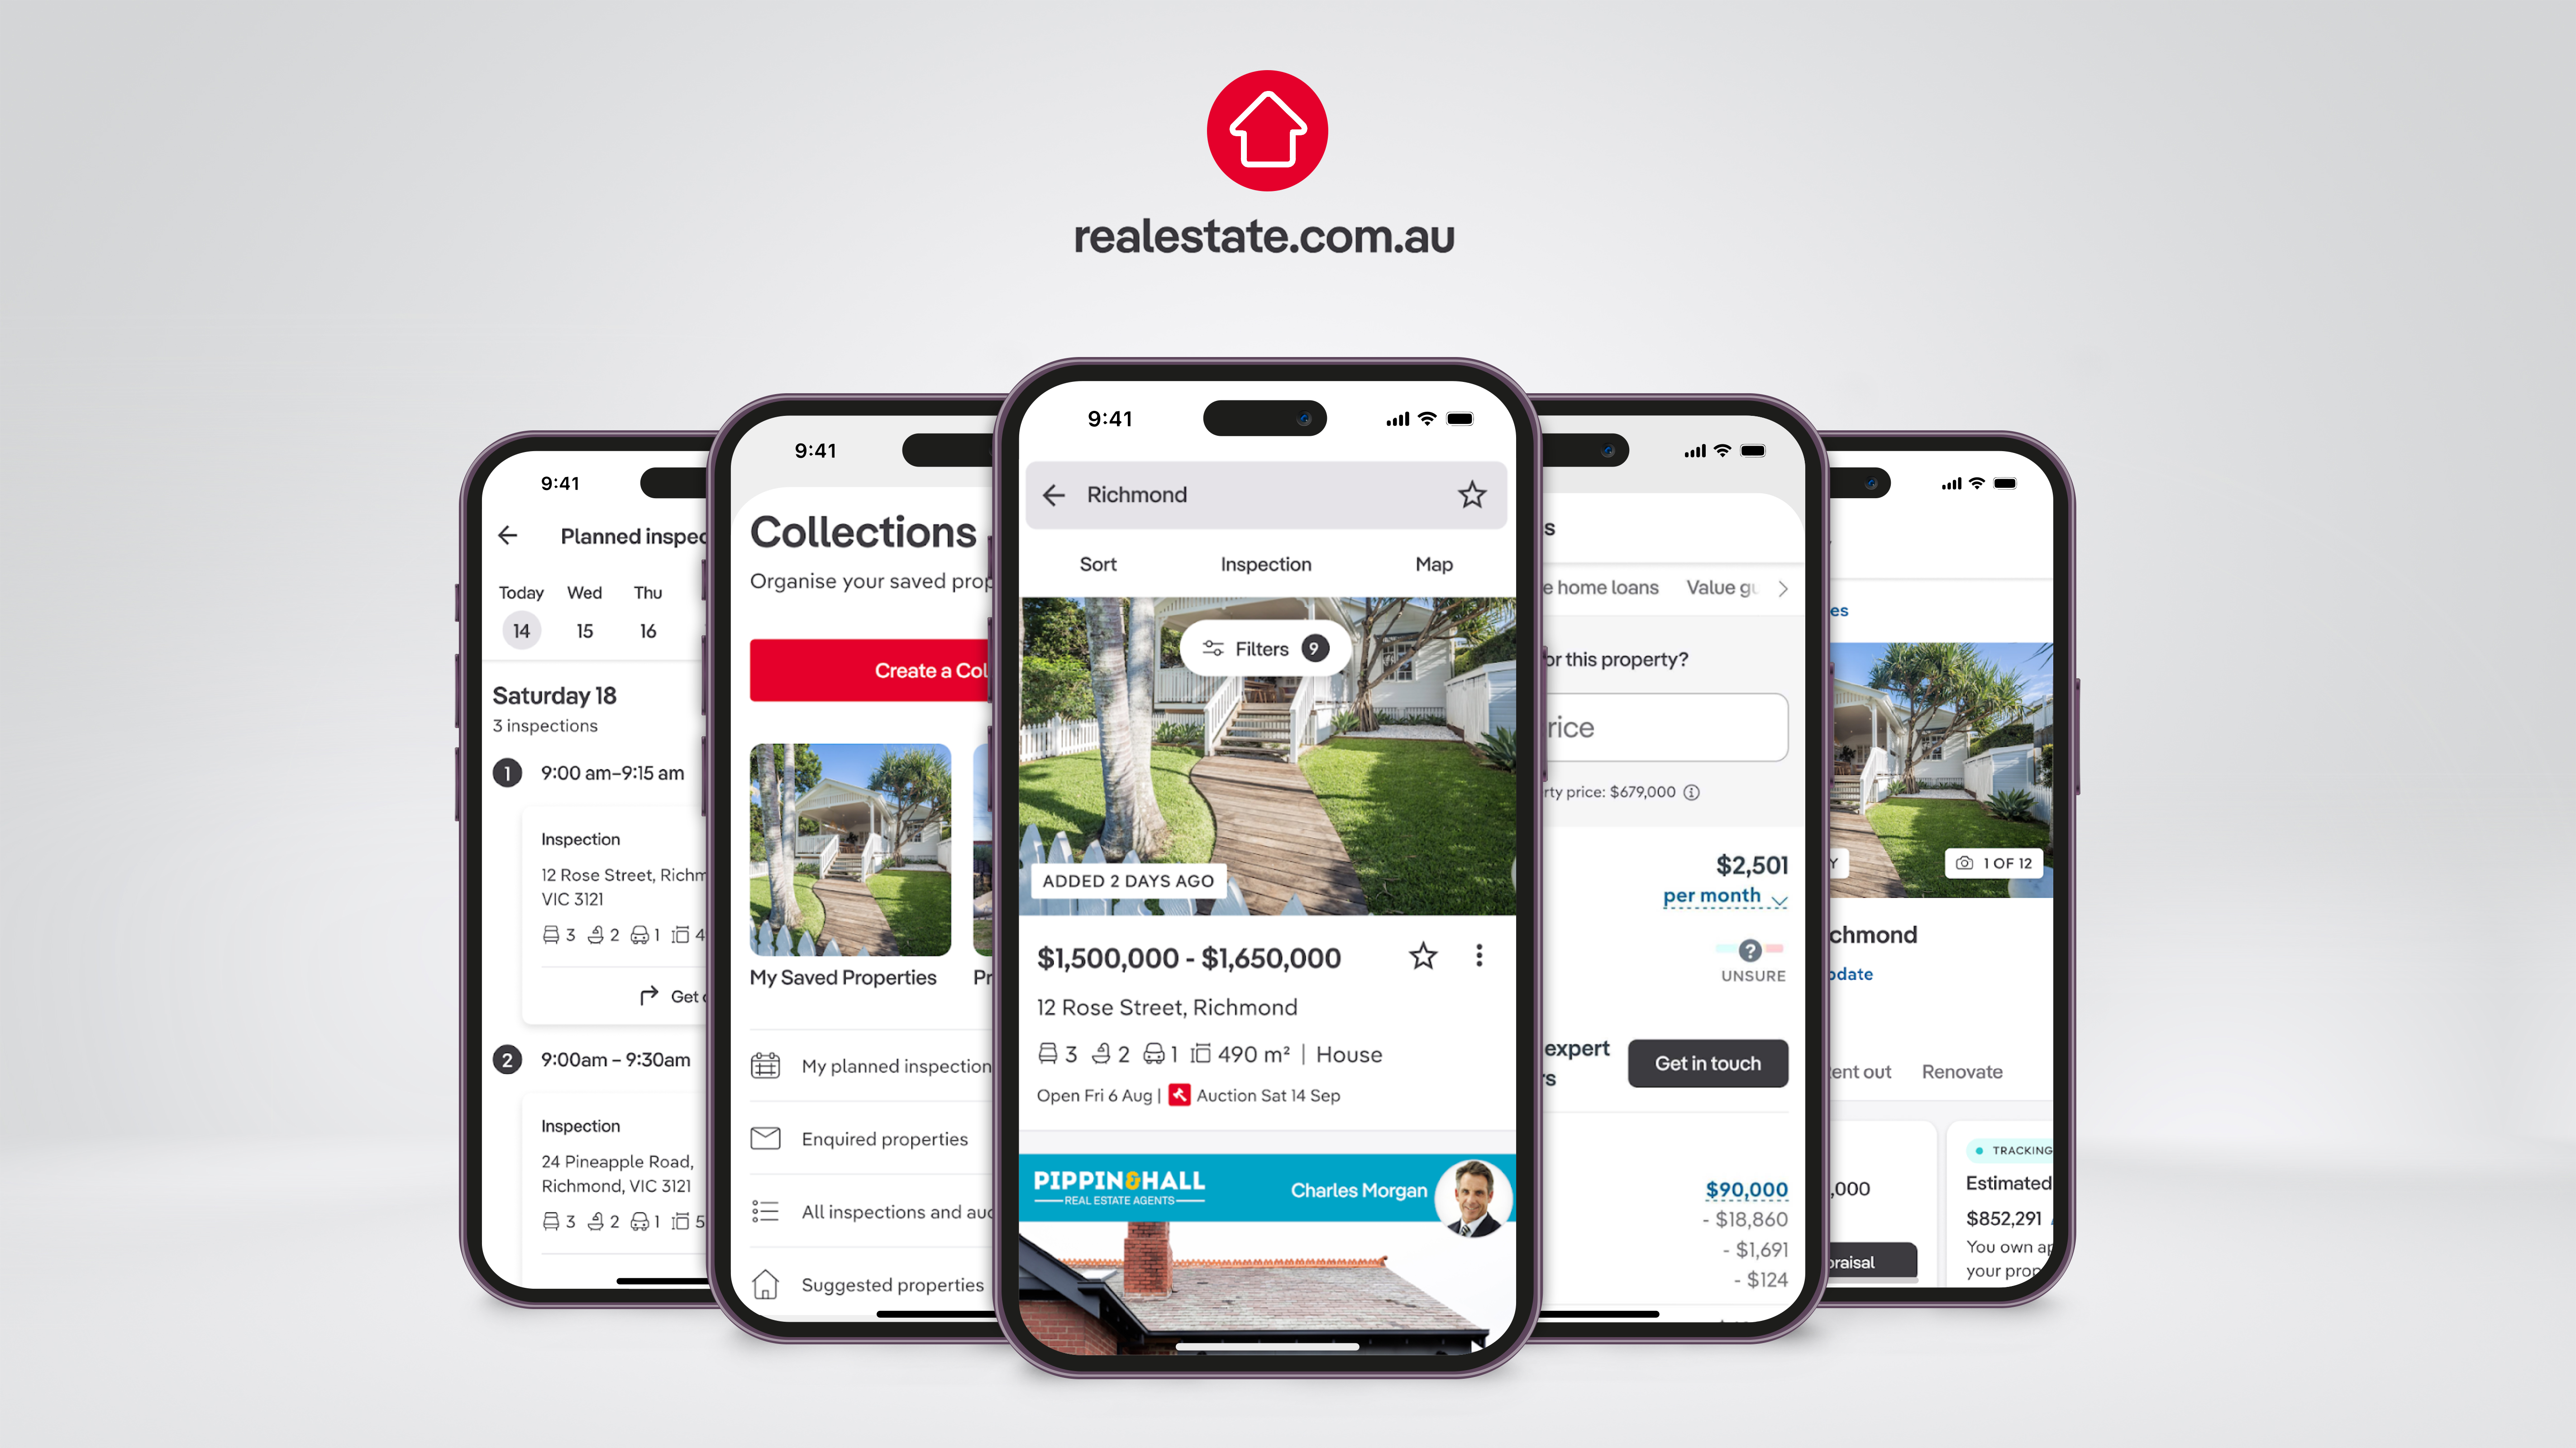 realestate.com.au
9:41
Planned inspec
Today Wed Thu
14 15 16
Saturday 18
3 inspections
1 9:00 am–9:15 am
Inspection
12 Rose Street, Richm
VIC 3121
3 2 1 4
Get
2 9:00am – 9:30am
Inspection
24 Pineapple Road,
Richmond, VIC 3121
3 2 1 5
9:41
Collections
Organise your saved prop
Create a Col
My Saved Properties Pr
My planned inspection
Enquired properties
All inspections and auc
Suggested properties
9:41
Richmond
Sort Inspection Map
Filters 9
ADDED 2 DAYS AGO
$1,500,000 - $1,650,000
12 Rose Street, Richmond
3 2 1 490 m² | House
Open Fri 6 Aug | Auction Sat 14 Sep
PIPPIN&HALL
REAL ESTATE AGENTS
Charles Morgan
s
e home loans Value gu
or this property?
rice
rty price: $679,000
$2,501
per month
?
UNSURE
expert
rs
Get in touch
$90,000
- $18,860
- $1,691
- $124
es
Y
1 OF 12
chmond
pdate
ent out Renovate
,000
praisal
TRACKING
Estimated
$852,291
You own ap
your prop